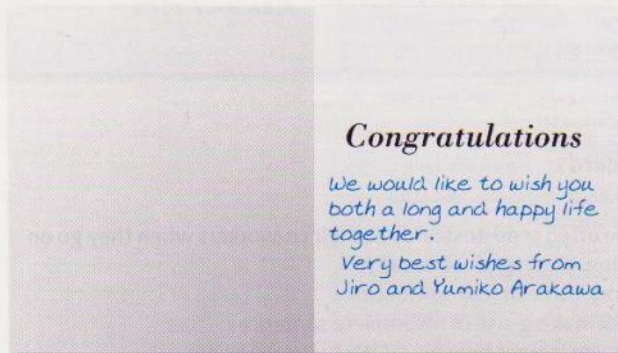 Congratulations
We would like to wish you
both a long and happy life
together.
Very best wishes from
Jiro and Yumiko Arakawa